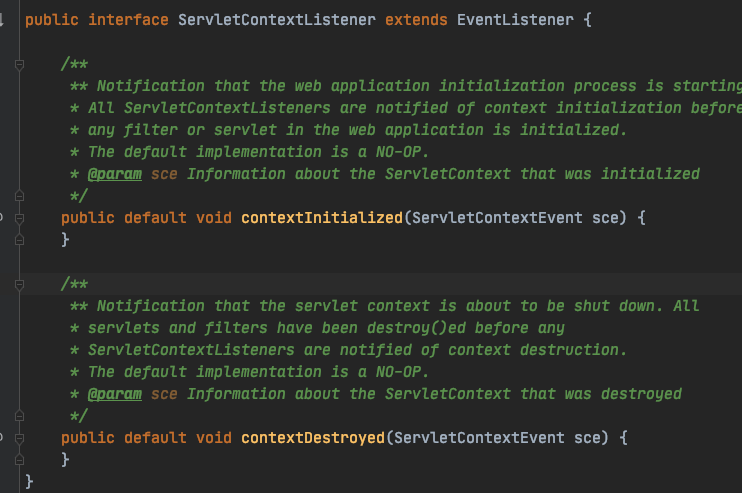 public interface ServletContextListener extends EventListener {
/**
** Notification that the web application initialization process is starting
* All ServletContextListeners are notified of context initialization before
* any filter or servlet in the web application is initialized.
* The default implementation is a NO-OP.
* @param sce Information about the ServletContext that was initialized
*/
public default void contextInitialized(ServletContextEvent sce) {
}
/**
** Notification that the servlet context is about to be shut down. All
* servlets and filters have been destroy()ed before any
* ServletContextListeners are notified of context destruction.
* The default implementation is a NO-OP.
* @param sce Information about the ServletContext that was destroyed
*/
public default void contextDestroyed(ServletContextEvent sce) {
}
}